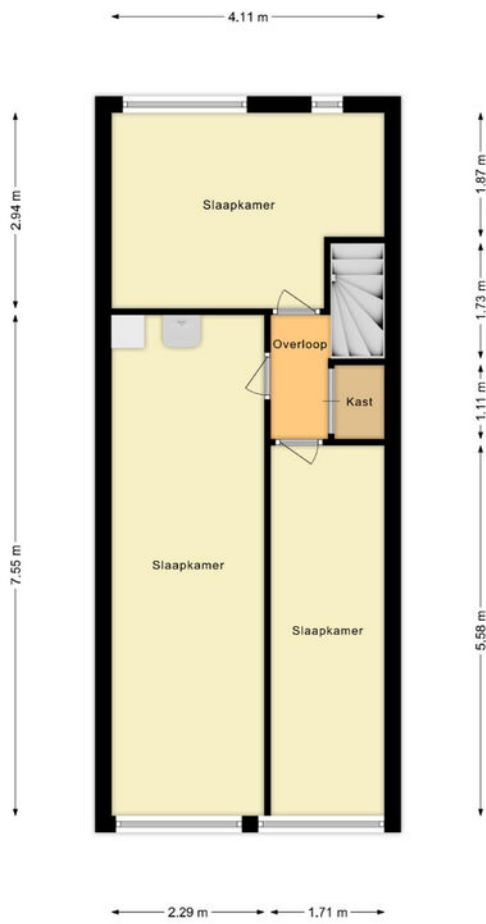 4.11 m
2.94 m
1.87 m
Slaapkamer
1.73 m
Overloop
1.11 m
Kast
7.55 m
Slaapkamer
5.58 m
Slaapkamer
2.29 m
1.71 m